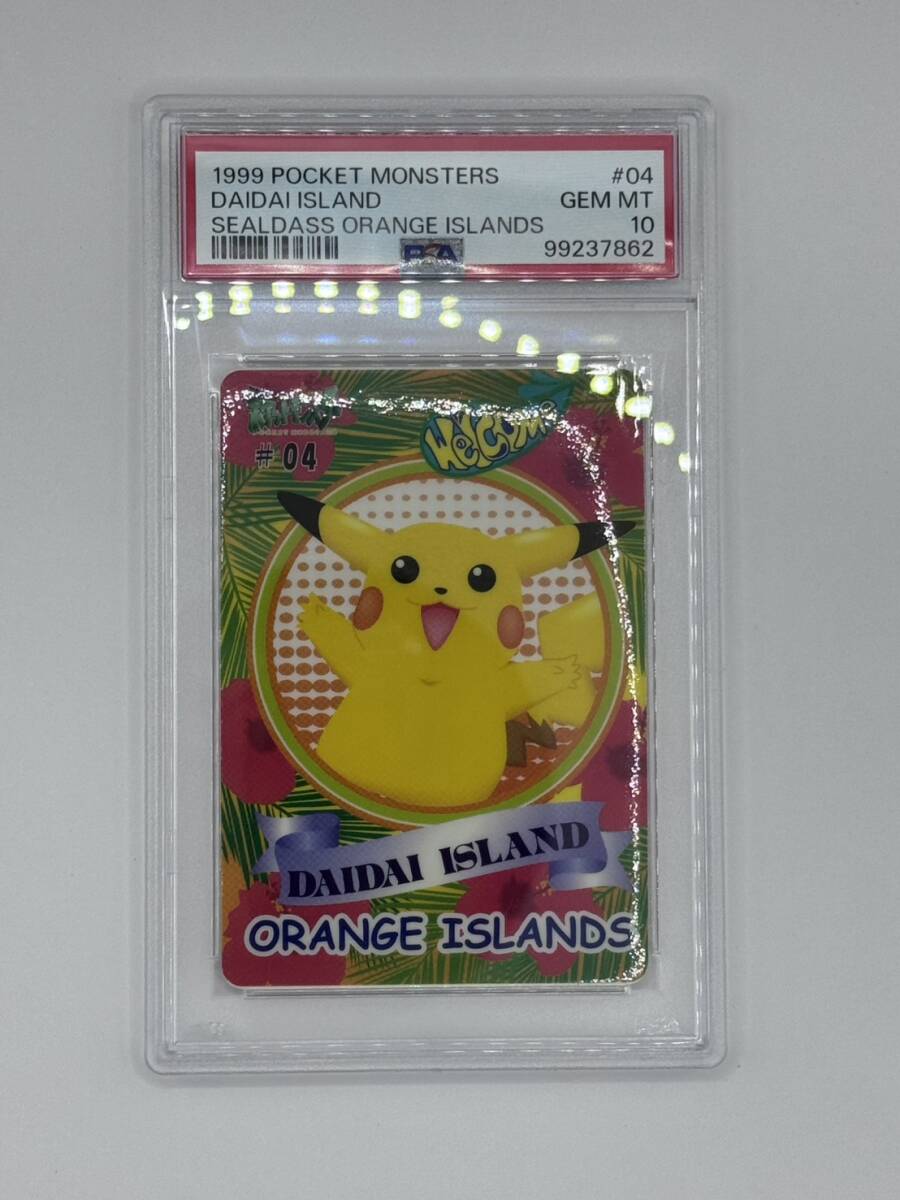 1999 POCKET MONSTERS #04
DAIDAI ISLAND GEM MT
SEALDASS ORANGE ISLANDS 10
PSA 99237862
WELCOME
# 04
DAIDAI ISLAND
ORANGE ISLANDS